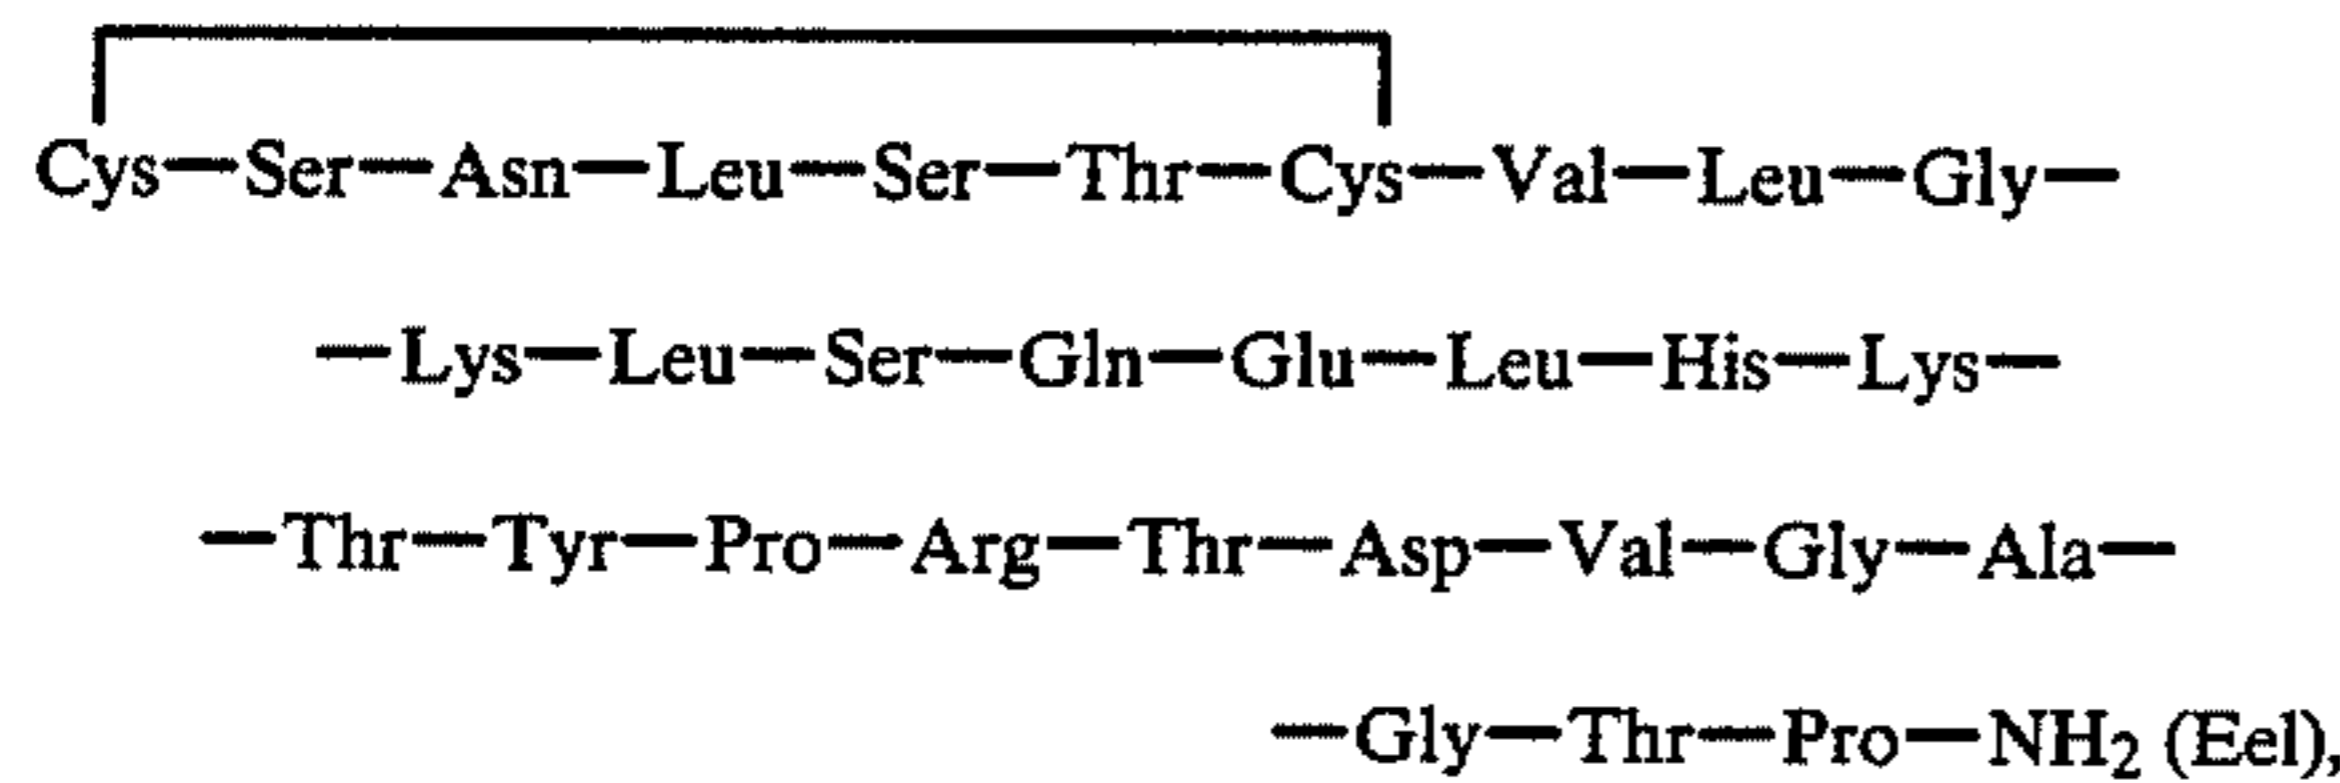 Cys—Ser—Asn—Leu—Ser—Thr—Cys—Val—Leu—Gly—
—Lys—Leu—Ser—Gln—Glu—Leu—His—Lys—
—Thr—Tyr—Pro—Arg—Thr—Asp—Val—Gly—Ala—
—Gly—Thr—Pro—NH₂ (Eel),